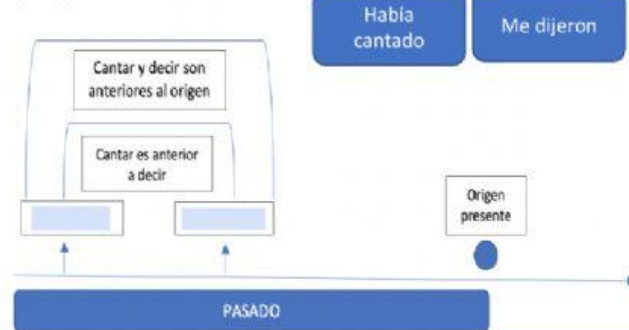 Había
cantado
Me dijeron
Cantar y decir son
anteriores al origen
Cantar es anterior
a decir
Origen
presente
PASADO